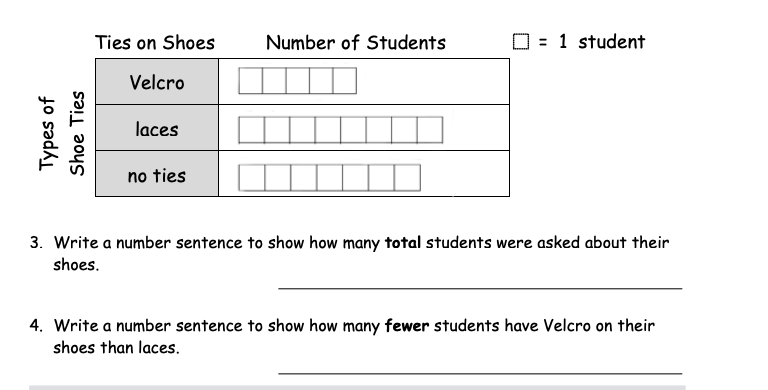 Ties on Shoes Number of Students □ = 1 student
Types of
Shoe Ties
Velcro
laces
no ties
3. Write a number sentence to show how many total students were asked about their
shoes.
4. Write a number sentence to show how many fewer students have Velcro on their
shoes than laces.